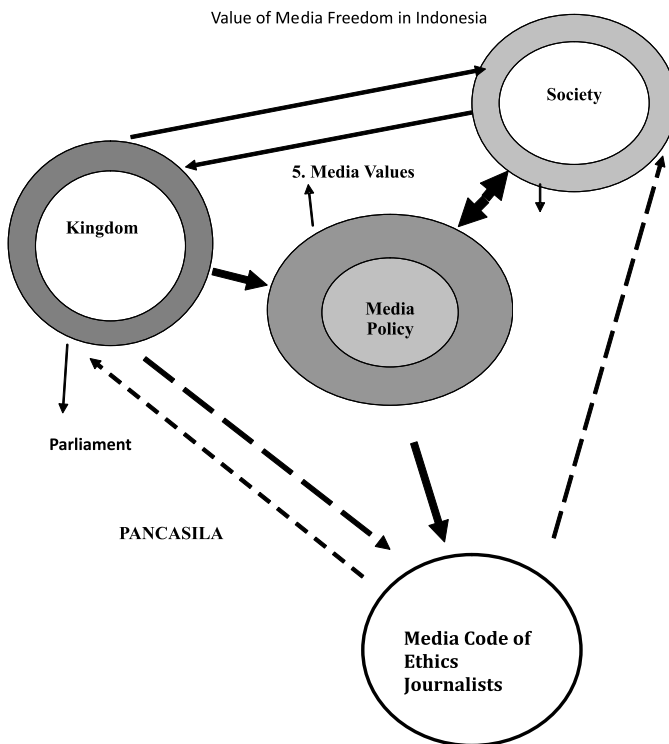 Value of Media Freedom in Indonesia
Society
5. Media Values
Kingdom
Media
Policy
Parliament
PANCASILA
Media Code of
Ethics
Journalists